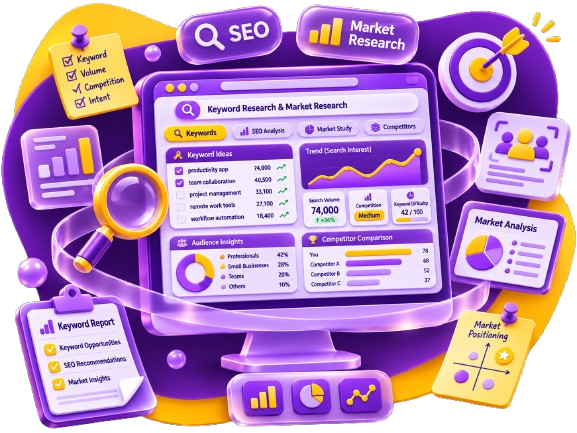 SEO
Market
Research
Keyword
Volume
Competition
Intent
Keyword Research & Market Research
Keywords
SEO Analysis
Market Study
Competitors
Keyword Ideas
productivity app 74,000
team collaboration 40,500
project management 33,100
remote work tools 27,100
workflow automation 18,400
Trend (Search Interest)
Search Volume
74,000
↑ +36%
Competition
Medium
Keyword Difficulty
42 / 100
Audience Insights
Professionals 42%
Small Businesses 28%
Teams 20%
Others 10%
Competitor Comparison
You 78
Competitor A 68
Competitor B 52
Competitor C 37
Market Analysis
Keyword Report
Keyword Opportunities
SEO Recommendations
Market Insights
Market
Positioning